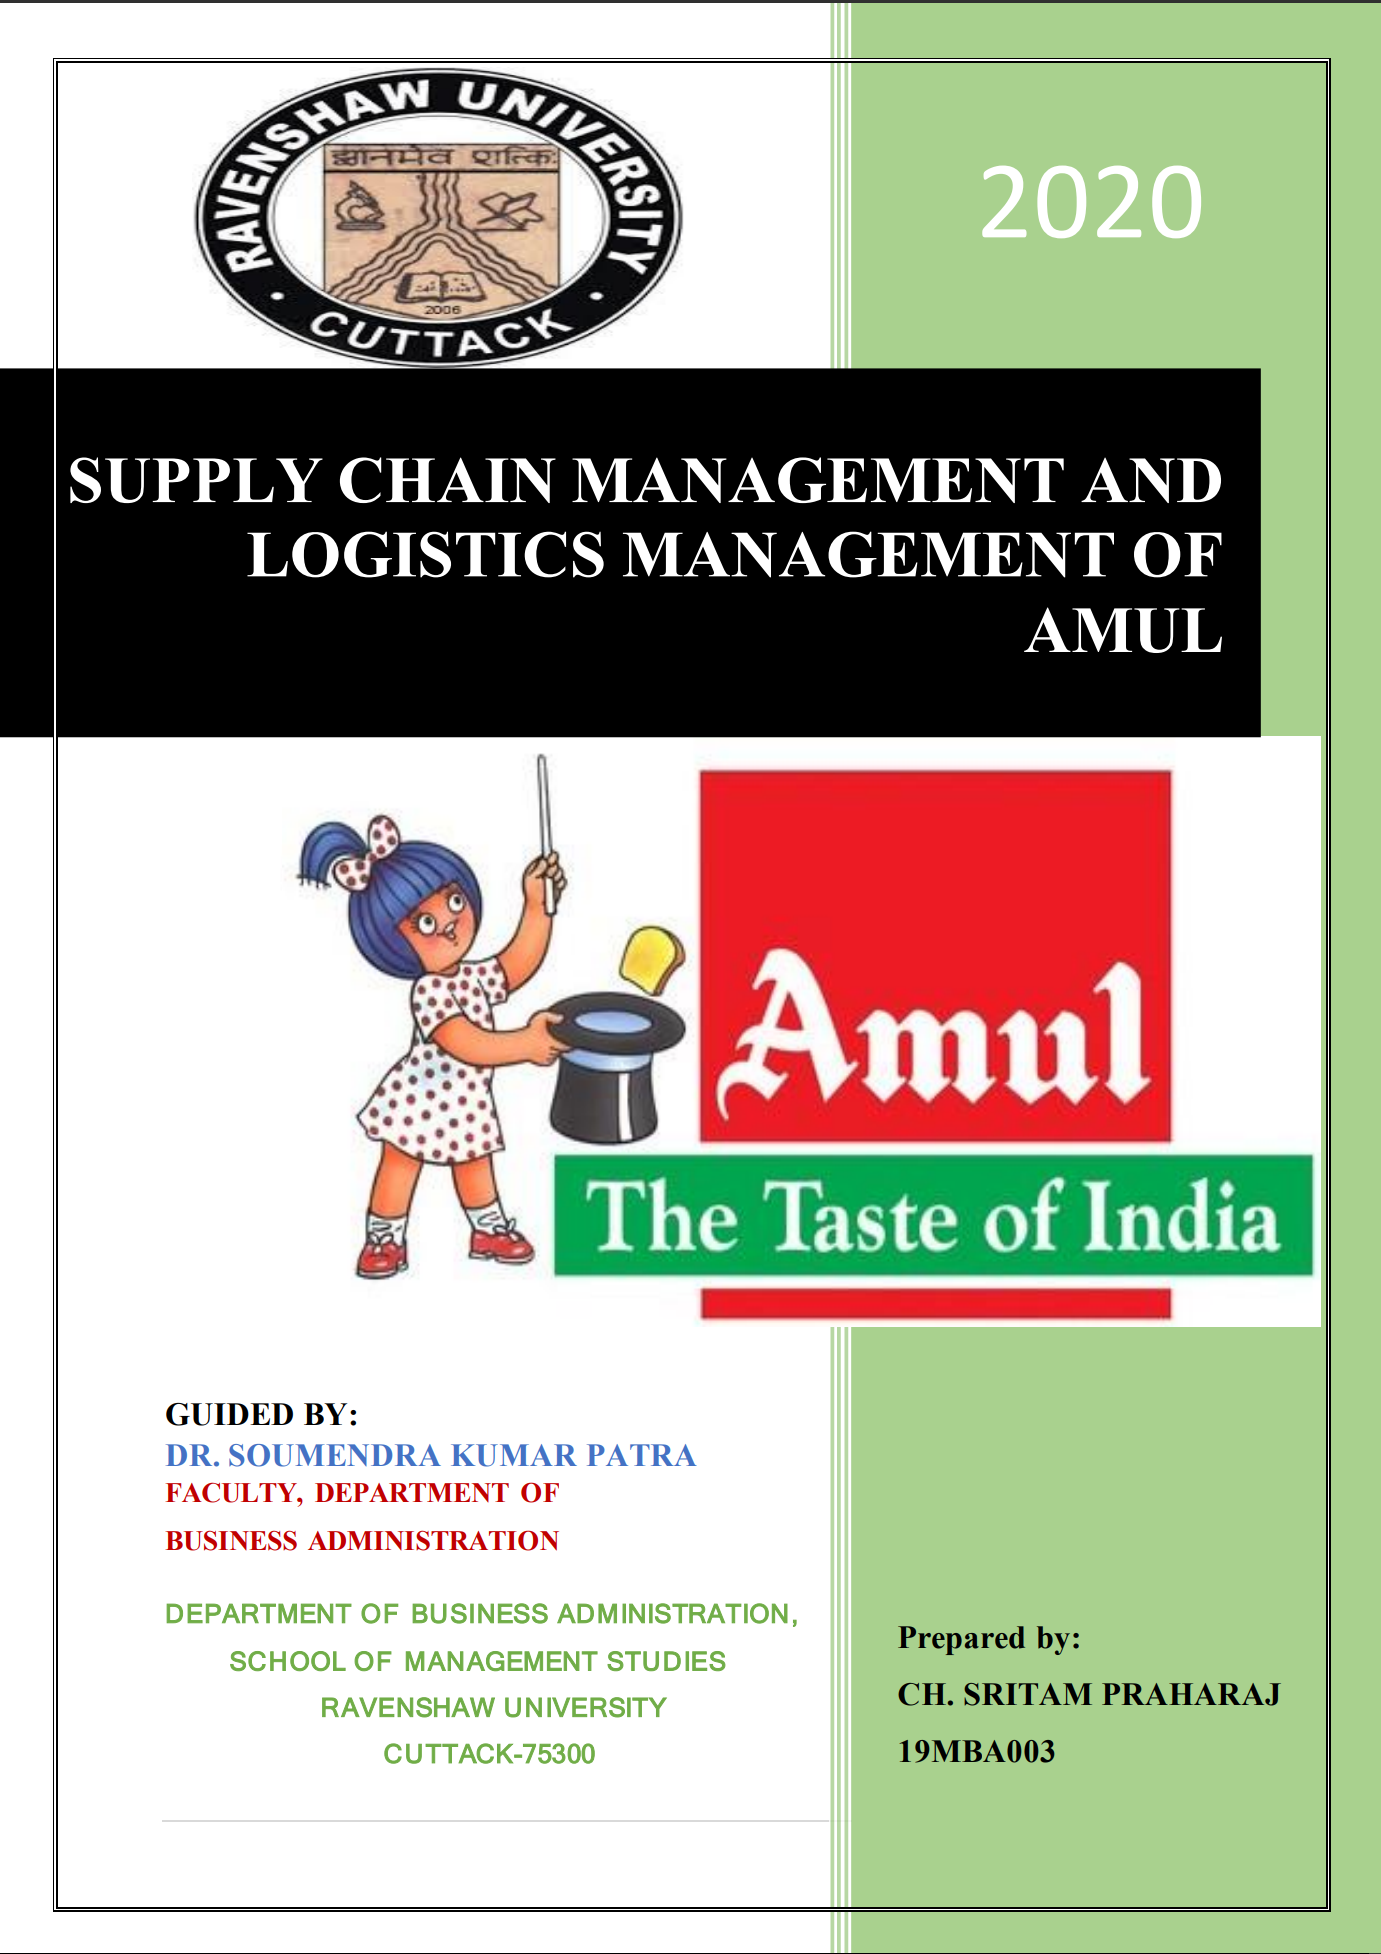 RAVENSHAW UNIVERSITY
ज्ञानमेव शक्तिः
2006
CUTTACK
2020
SUPPLY CHAIN MANAGEMENT AND
LOGISTICS MANAGEMENT OF
AMUL
Amul
The Taste of India
GUIDED BY:
DR. SOUMENDRA KUMAR PATRA
FACULTY, DEPARTMENT OF
BUSINESS ADMINISTRATION
DEPARTMENT OF BUSINESS ADMINISTRATION,
SCHOOL OF MANAGEMENT STUDIES
RAVENSHAW UNIVERSITY
CUTTACK-75300
Prepared by:
CH. SRITAM PRAHARAJ
19MBA003